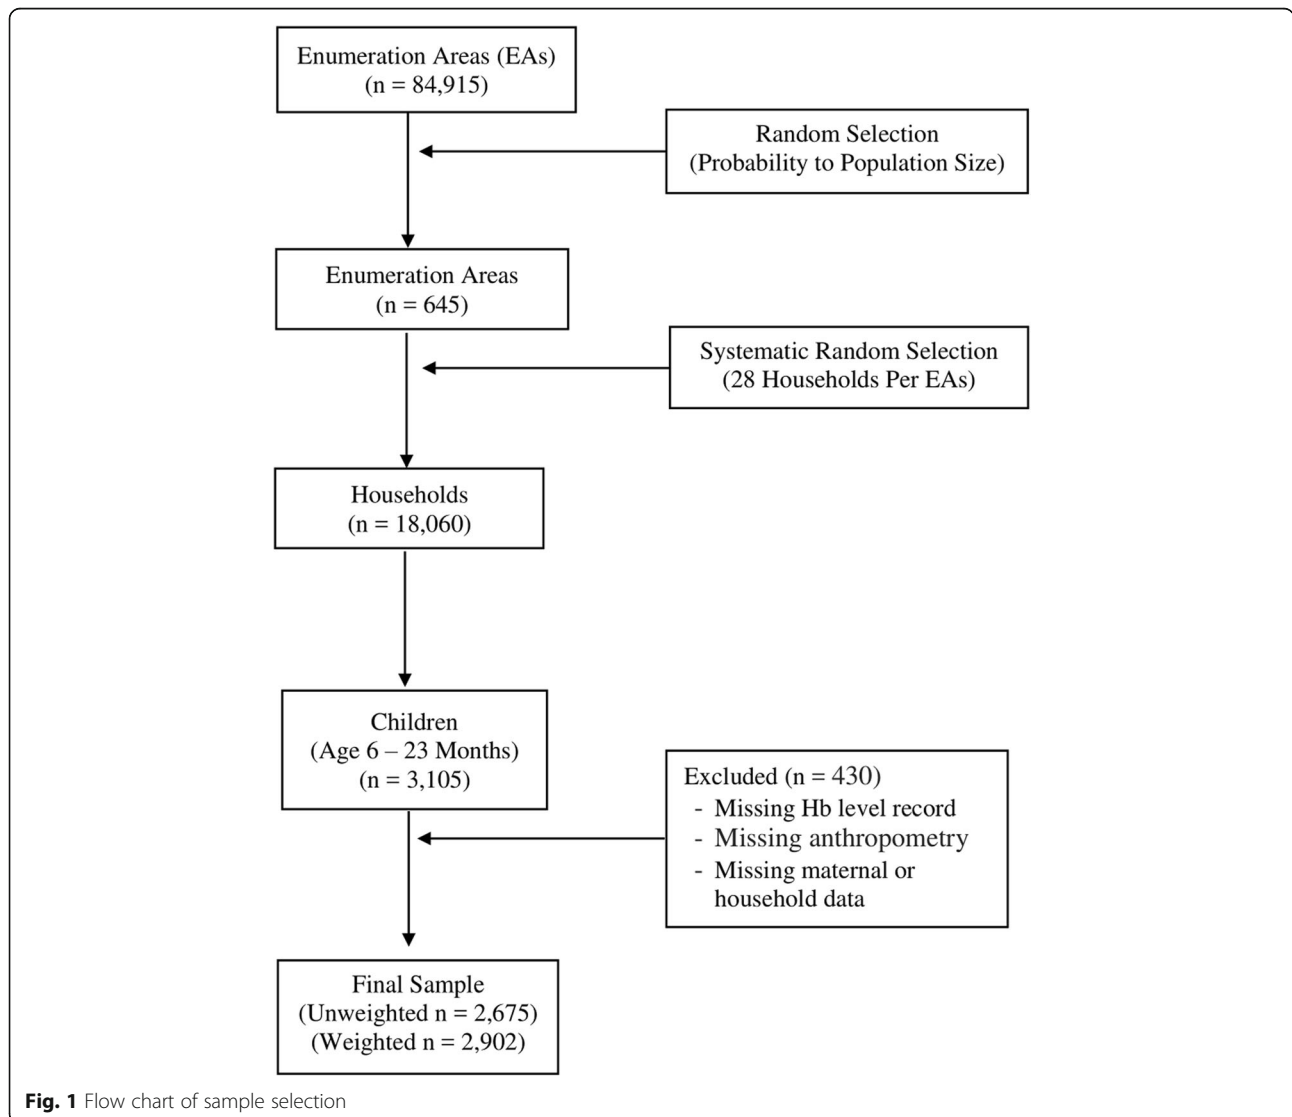 Enumeration Areas (EAs)
(n = 84,915)
Random Selection
(Probability to Population Size)
Enumeration Areas
(n = 645)
Systematic Random Selection
(28 Households Per EAs)
Households
(n = 18,060)
Children
(Age 6 – 23 Months)
(n = 3,105)
Excluded (n = 430)
- Missing Hb level record
- Missing anthropometry
- Missing maternal or
household data
Final Sample
(Unweighted n = 2,675)
(Weighted n = 2,902)
Fig. 1 Flow chart of sample selection